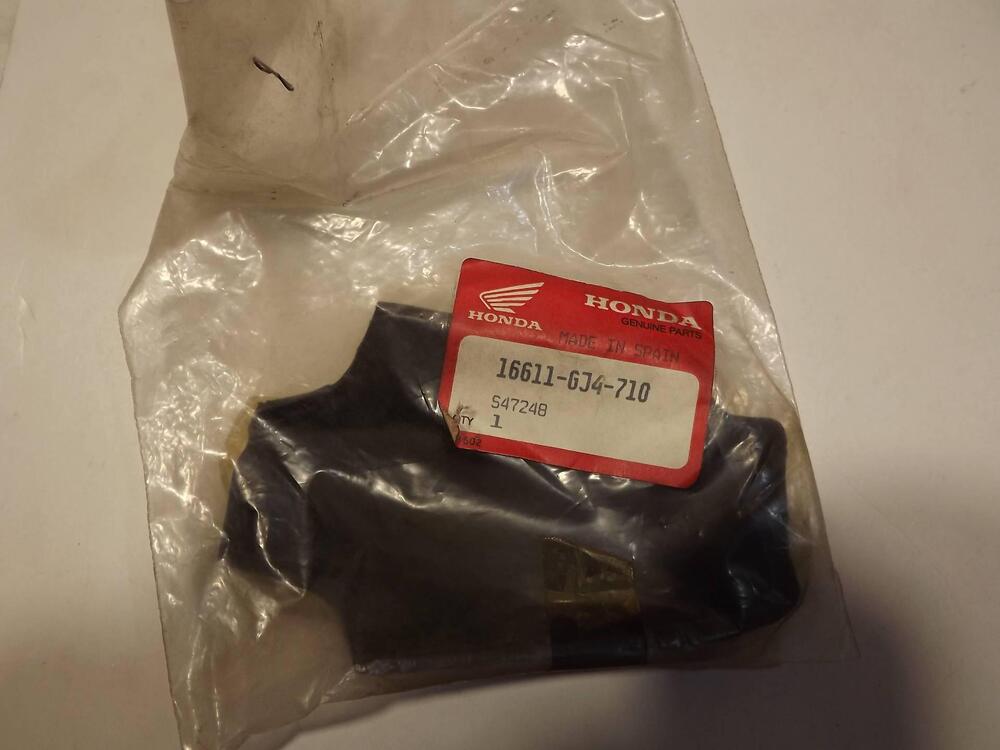 HONDA
HONDA
GENUINE PARTS
MADE IN SPAIN
16611-GJ4-710
S47248
QTY 1